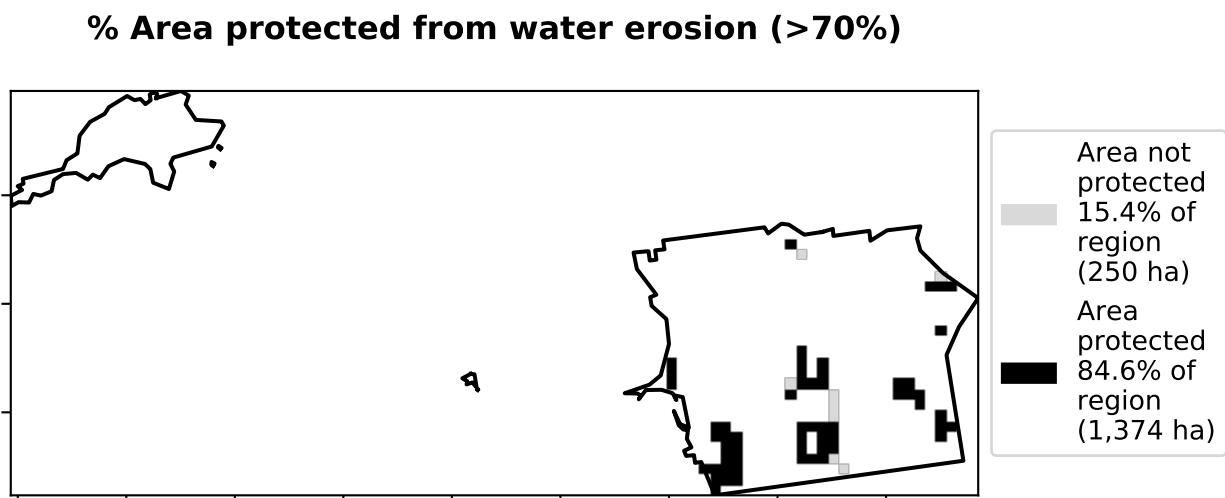 % Area protected from water erosion (>70%)
Area not
protected
15.4% of
region
(250 ha)
Area
protected
84.6% of
region
(1,374 ha)